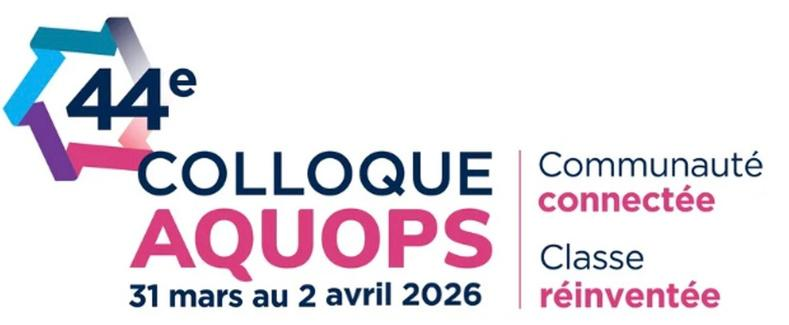 44e
COLLOQUE
AQUOPS
31 mars au 2 avril 2026
Communauté
connectée
Classe
réinventée